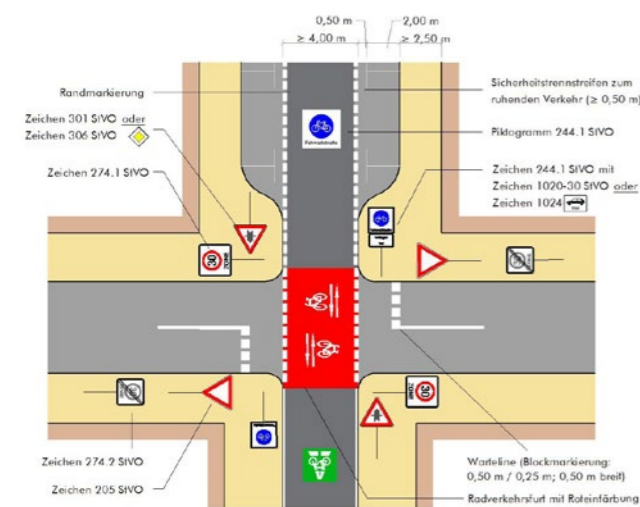 0,50 m
2,00 m
≥ 4,00 m
≥ 2,50 m
Randmarkierung
Zeichen 301 StVO oder
Zeichen 306 StVO
Zeichen 274.1 StVO
Sicherheitstrennstreifen zum
ruhenden Verkehr (≥ 0,50 m)
Piktogramm 244.1 StVO
Zeichen 244.1 StVO mit
Zeichen 1020-30 StVO oder
Zeichen 1024
Fahrradstraße
30
ZONE
30
ZONE
Zeichen 274.2 StVO
Zeichen 205 StVO
Warteline (Blockmarkierung:
0,50 m / 0,25 m; 0,50 m breit)
Radverkehrsfurt mit Roteinfärbung